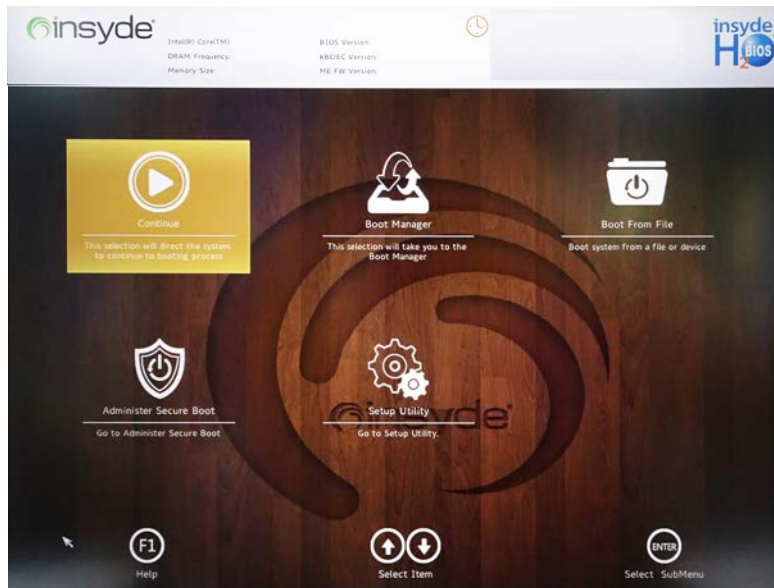 insyde
Intel(R) Core(TM)
DRAM Frequency:
Memory Size:
BIOS Version:
KBC/EC Version:
ME FW Version:
insyde
H2O
BIOS
Continue
This selection will direct the system
to continue to booting process
Boot Manager
This selection will take you to the
Boot Manager
Boot From File
Boot system from a file or device
Administer Secure Boot
Go to Administer Secure Boot
Setup Utility
Go to Setup Utility.
insyde
F1
Help
Select Item
ENTER
Select SubMenu